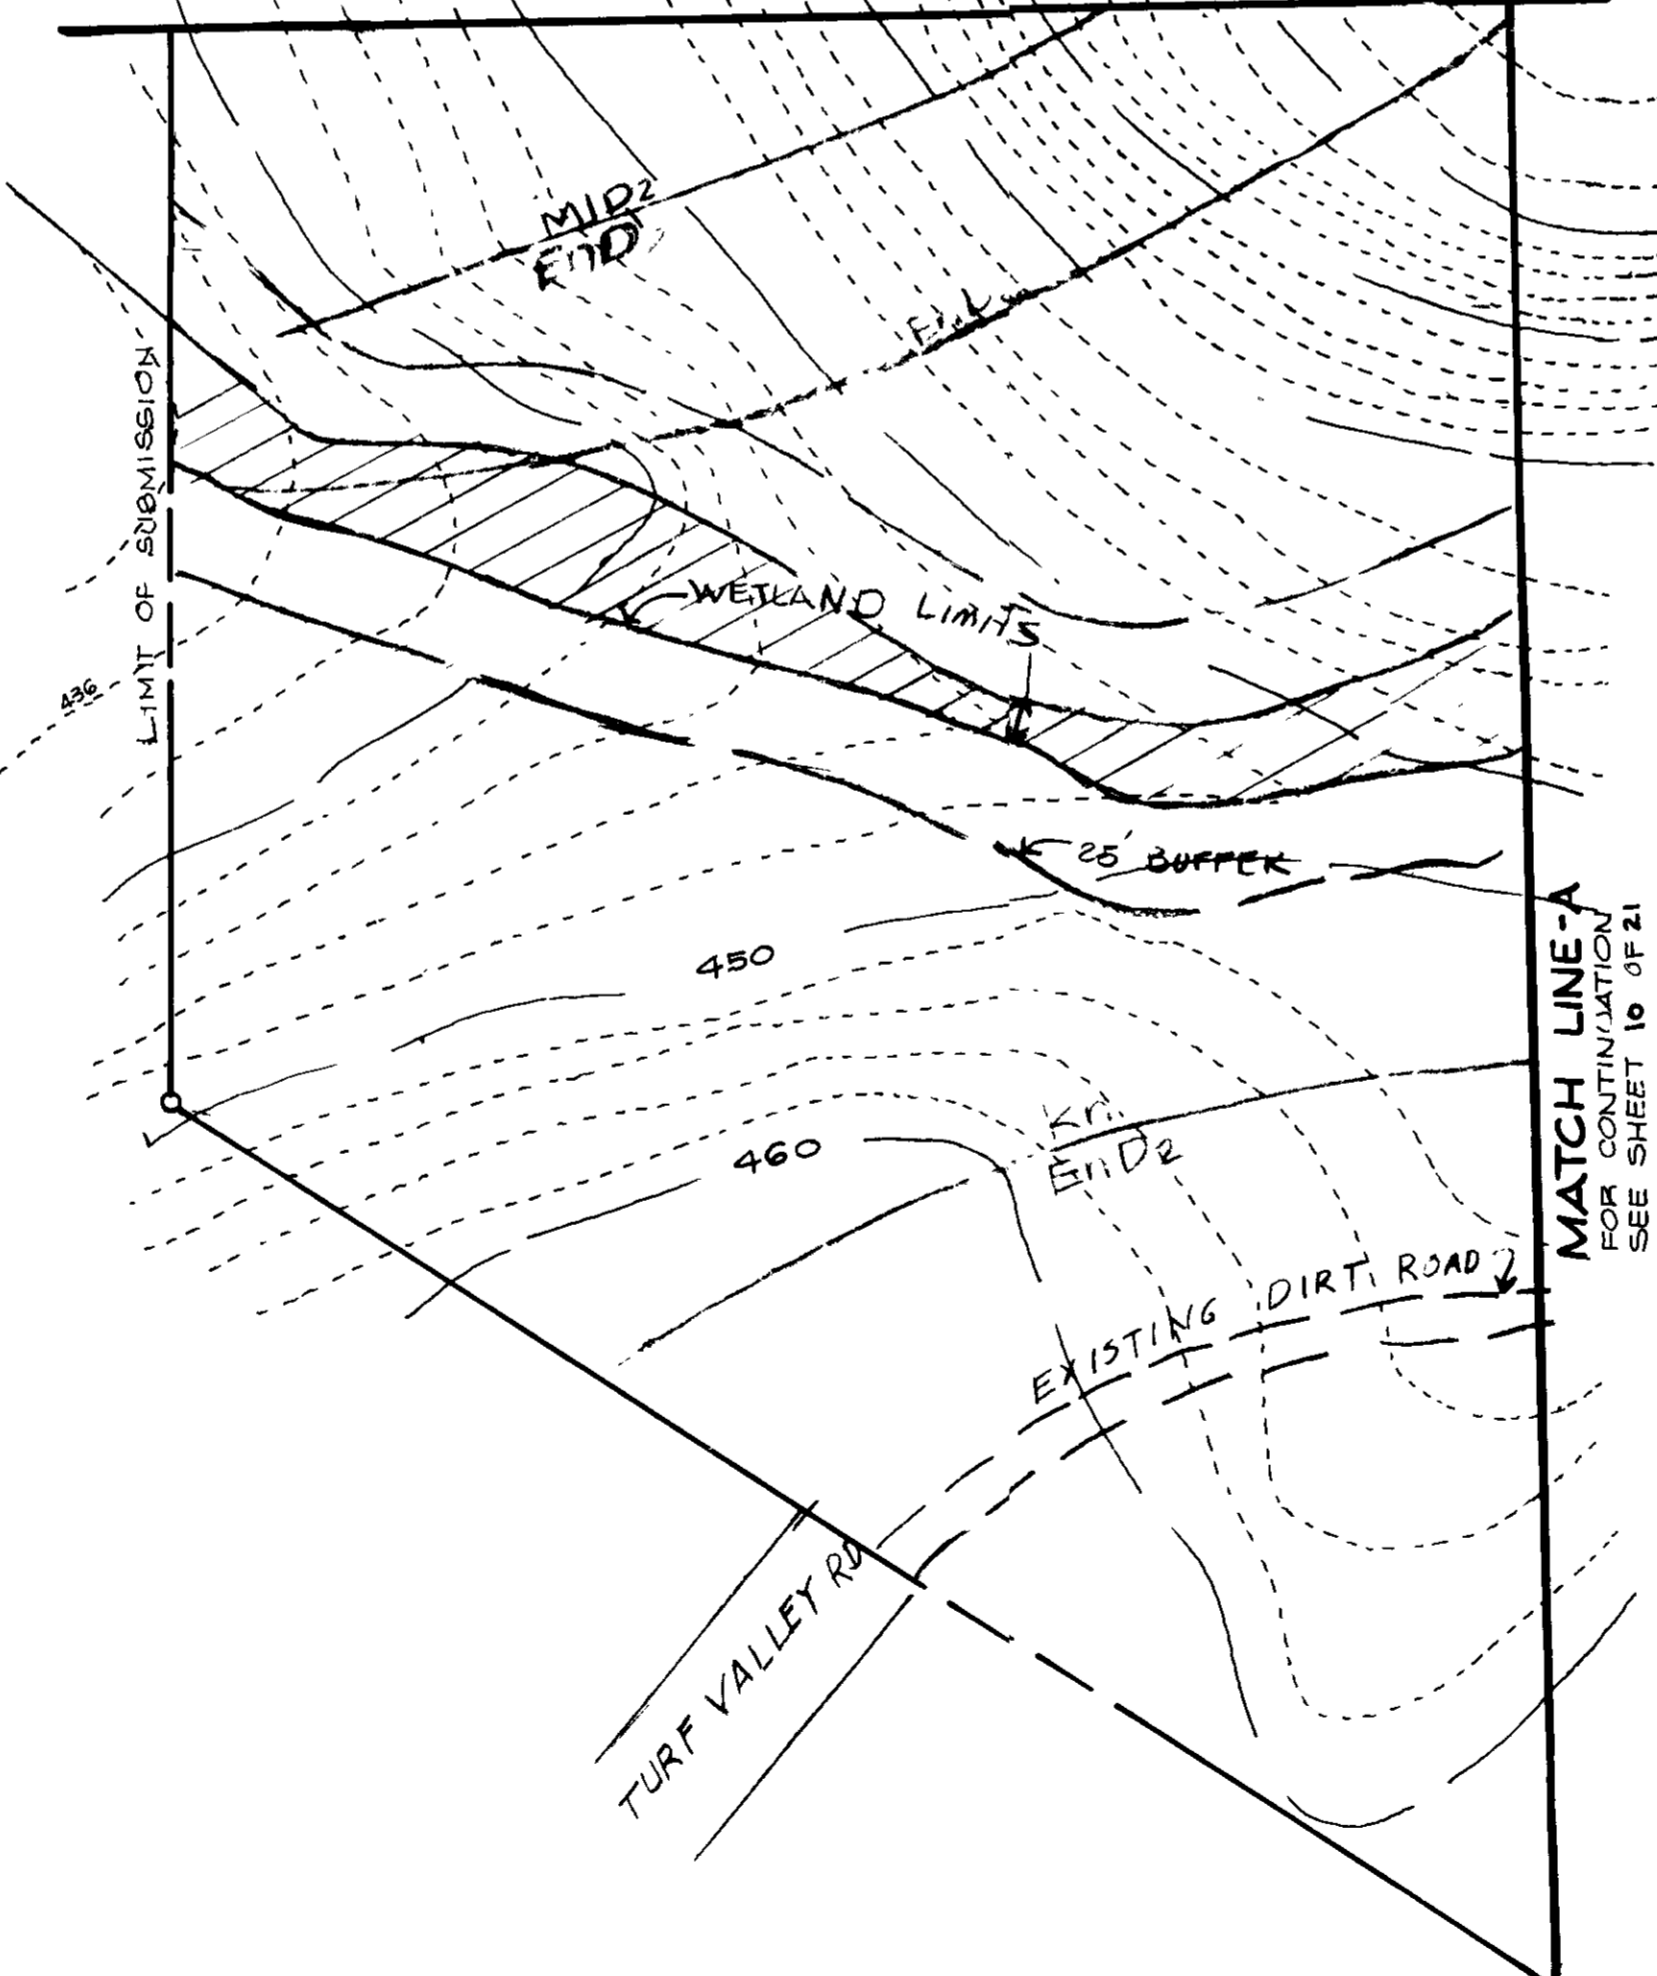 MID2
EnD
LIMIT OF SUBMISSION
WETLAND LIMITS
436
25' BUFFER
450
460
EnD2
MATCH LINE-A
FOR CONTINUATION
SEE SHEET 10 OF 21
EXISTING DIRT ROAD
TURF VALLEY RD